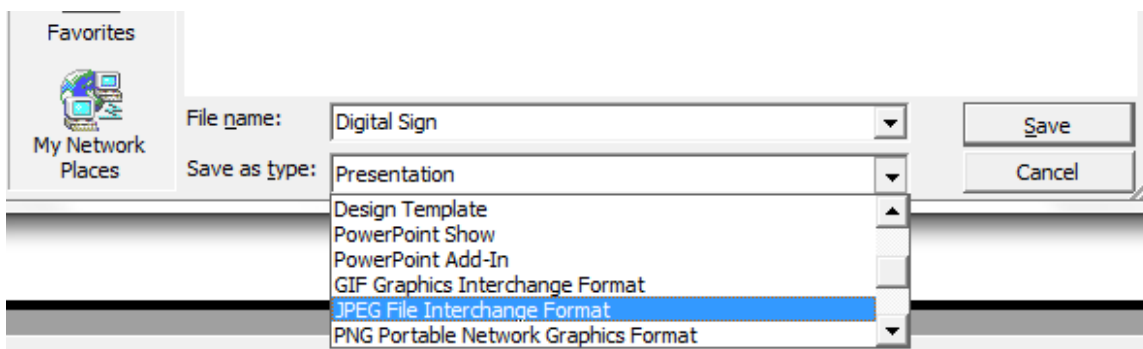 Favorites
My Network
Places
File name:
Digital Sign
Save
Save as type:
Presentation
Cancel
Design Template
PowerPoint Show
PowerPoint Add-In
GIF Graphics Interchange Format
JPEG File Interchange Format
PNG Portable Network Graphics Format